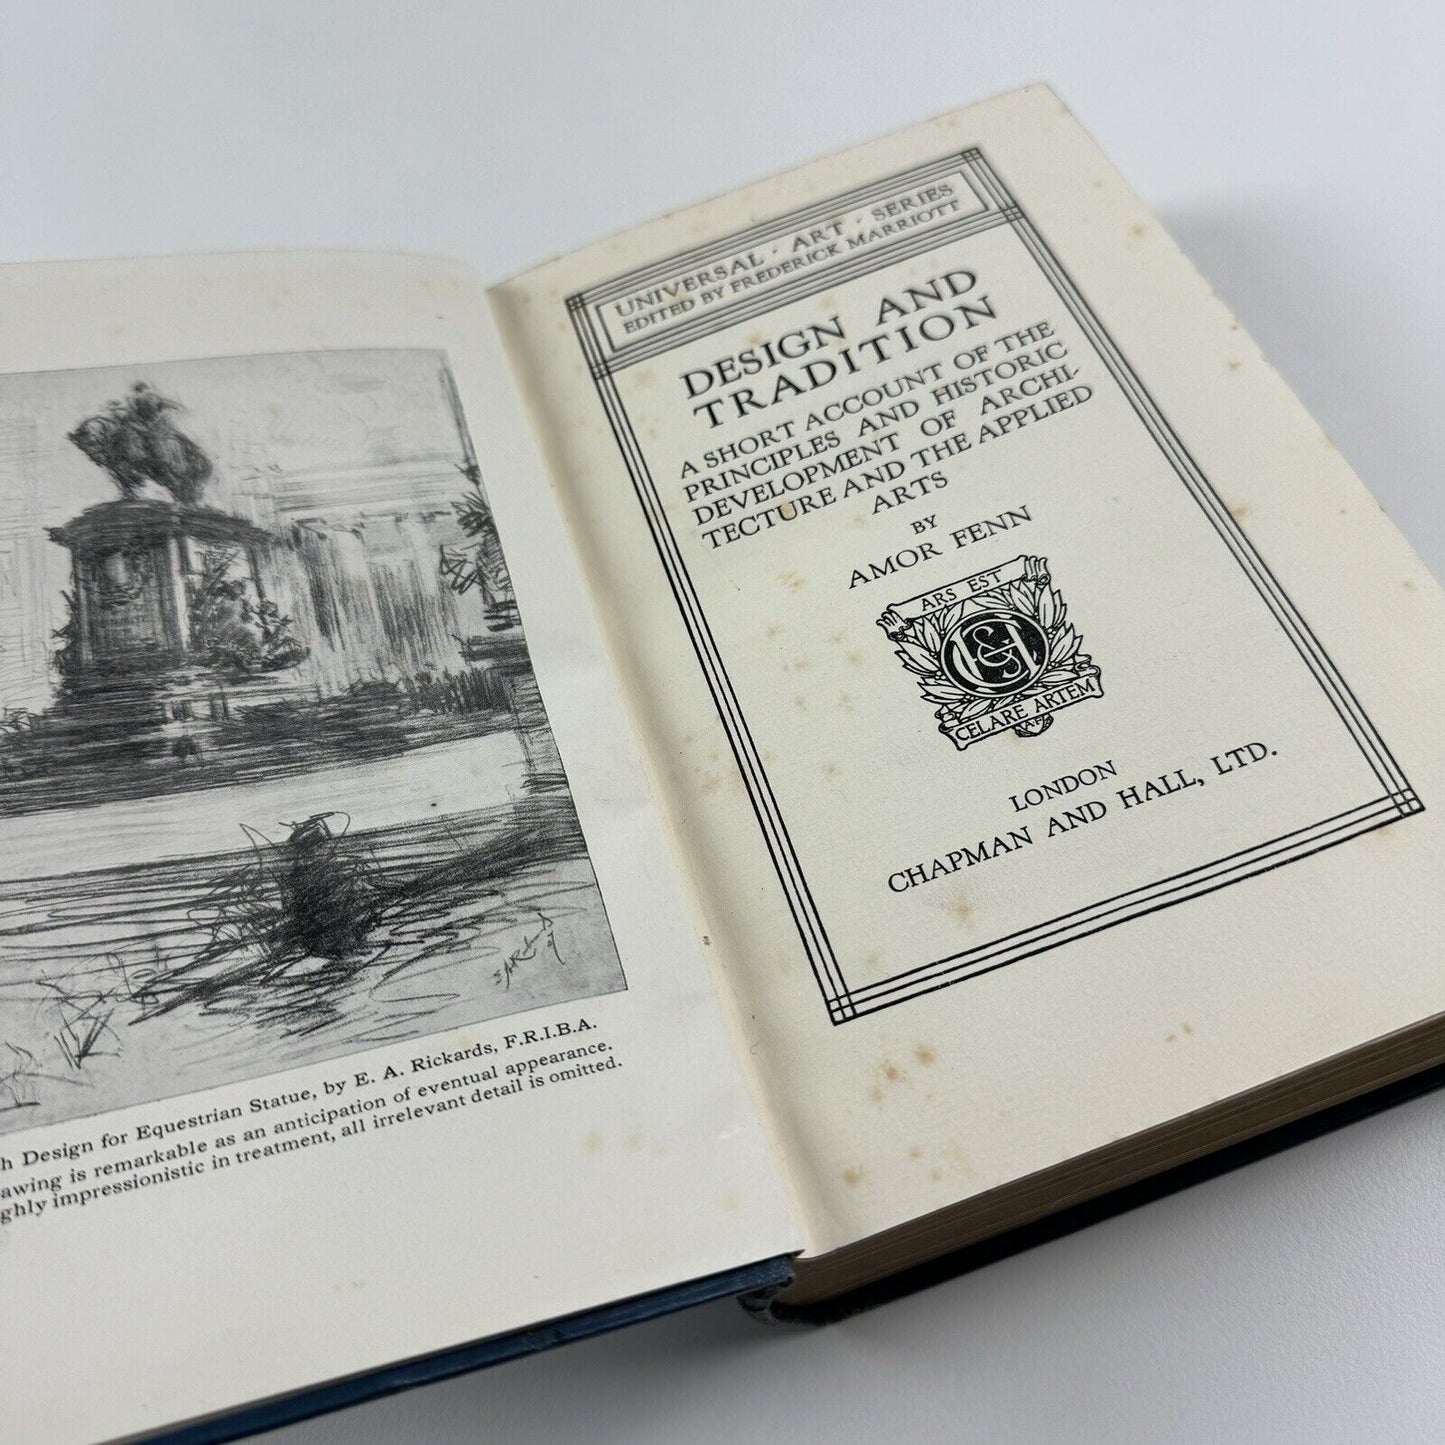 h Design for Equestrian Statue, by E. A. Rickards, F.R.I.B.A.
awing is remarkable as an anticipation of eventual appearance.
ghly impressionistic in treatment, all irrelevant detail is omitted.
UNIVERSAL · ART · SERIES
EDITED BY FREDERICK MARRIOTT
DESIGN AND
TRADITION
A SHORT ACCOUNT OF THE
PRINCIPLES AND HISTORIC
DEVELOPMENT OF ARCHI-
TECTURE AND THE APPLIED
ARTS
BY
AMOR FENN
ARS EST
C&H
CELARE ARTEM
LONDON
CHAPMAN AND HALL, LTD.